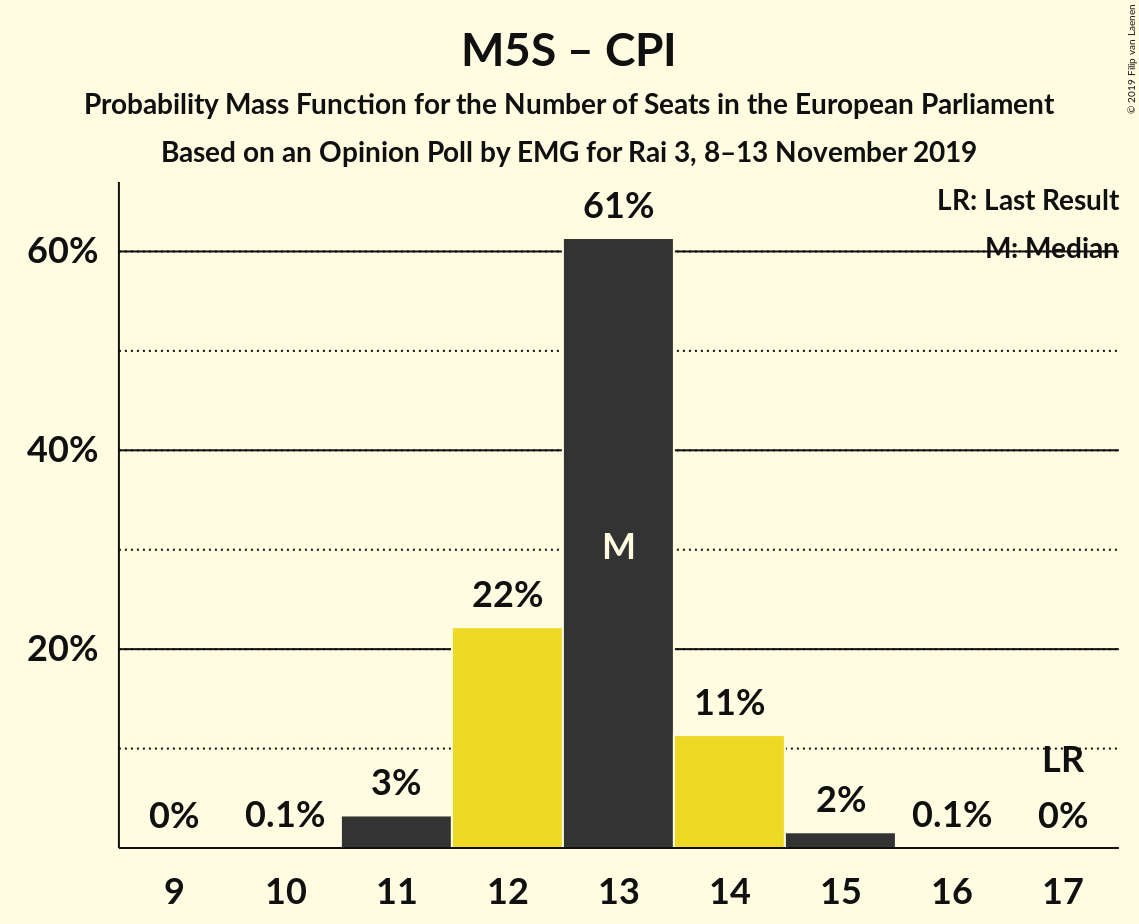 M5S – CPI
Probability Mass Function for the Number of Seats in the European Parliament
Based on an Opinion Poll by EMG for Rai 3, 8–13 November 2019
© 2019 Filip van Laenen
LR: Last Result
M: Median
60%
40%
20%
0%
0.1%
3%
22%
61%
M
11%
2%
0.1%
LR
0%
9 10 11 12 13 14 15 16 17